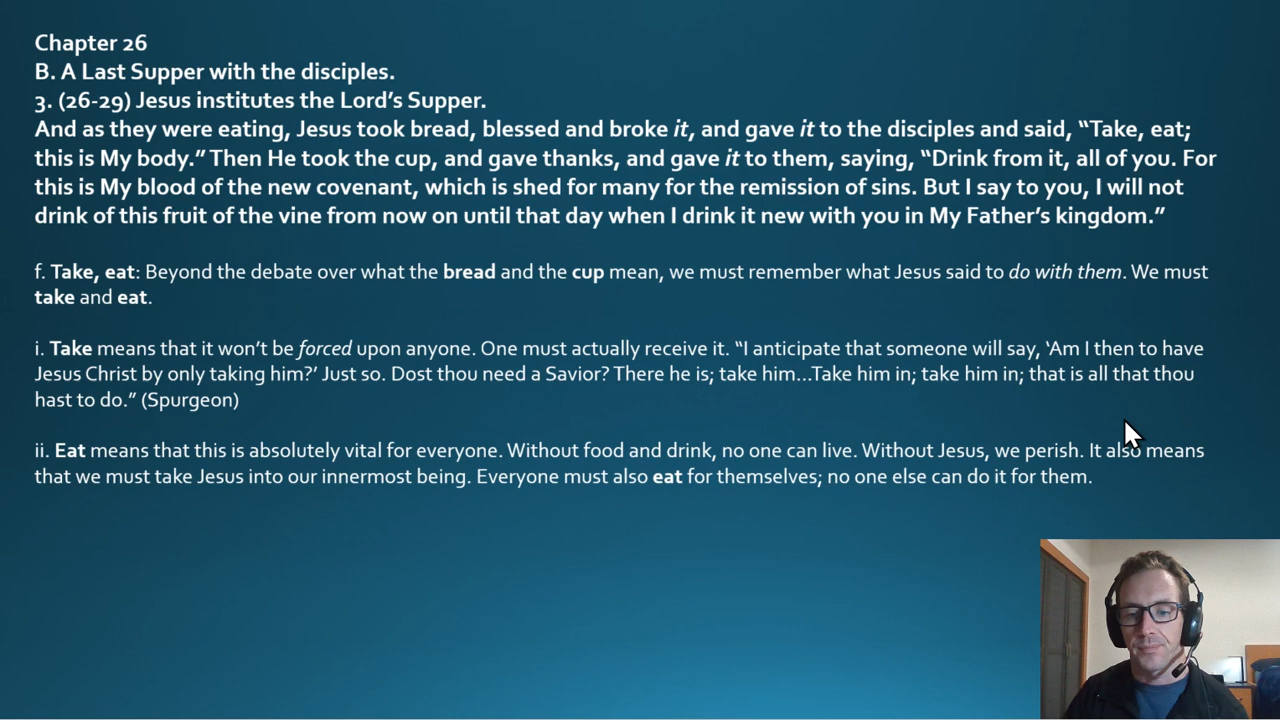 Chapter 26
B. A Last Supper with the disciples.
3. (26-29) Jesus institutes the Lord’s Supper.
And as they were eating, Jesus took bread, blessed and broke it, and gave it to the disciples and said, “Take, eat;
this is My body.” Then He took the cup, and gave thanks, and gave it to them, saying, “Drink from it, all of you. For
this is My blood of the new covenant, which is shed for many for the remission of sins. But I say to you, I will not
drink of this fruit of the vine from now on until that day when I drink it new with you in My Father’s kingdom.”
f. Take, eat: Beyond the debate over what the bread and the cup mean, we must remember what Jesus said to do with them. We must
take and eat.
i. Take means that it won’t be forced upon anyone. One must actually receive it. “I anticipate that someone will say, ‘Am I then to have
Jesus Christ by only taking him?’ Just so. Dost thou need a Savior? There he is; take him…Take him in; take him in; that is all that thou
hast to do.” (Spurgeon)
ii. Eat means that this is absolutely vital for everyone. Without food and drink, no one can live. Without Jesus, we perish. It also means
that we must take Jesus into our innermost being. Everyone must also eat for themselves; no one else can do it for them.